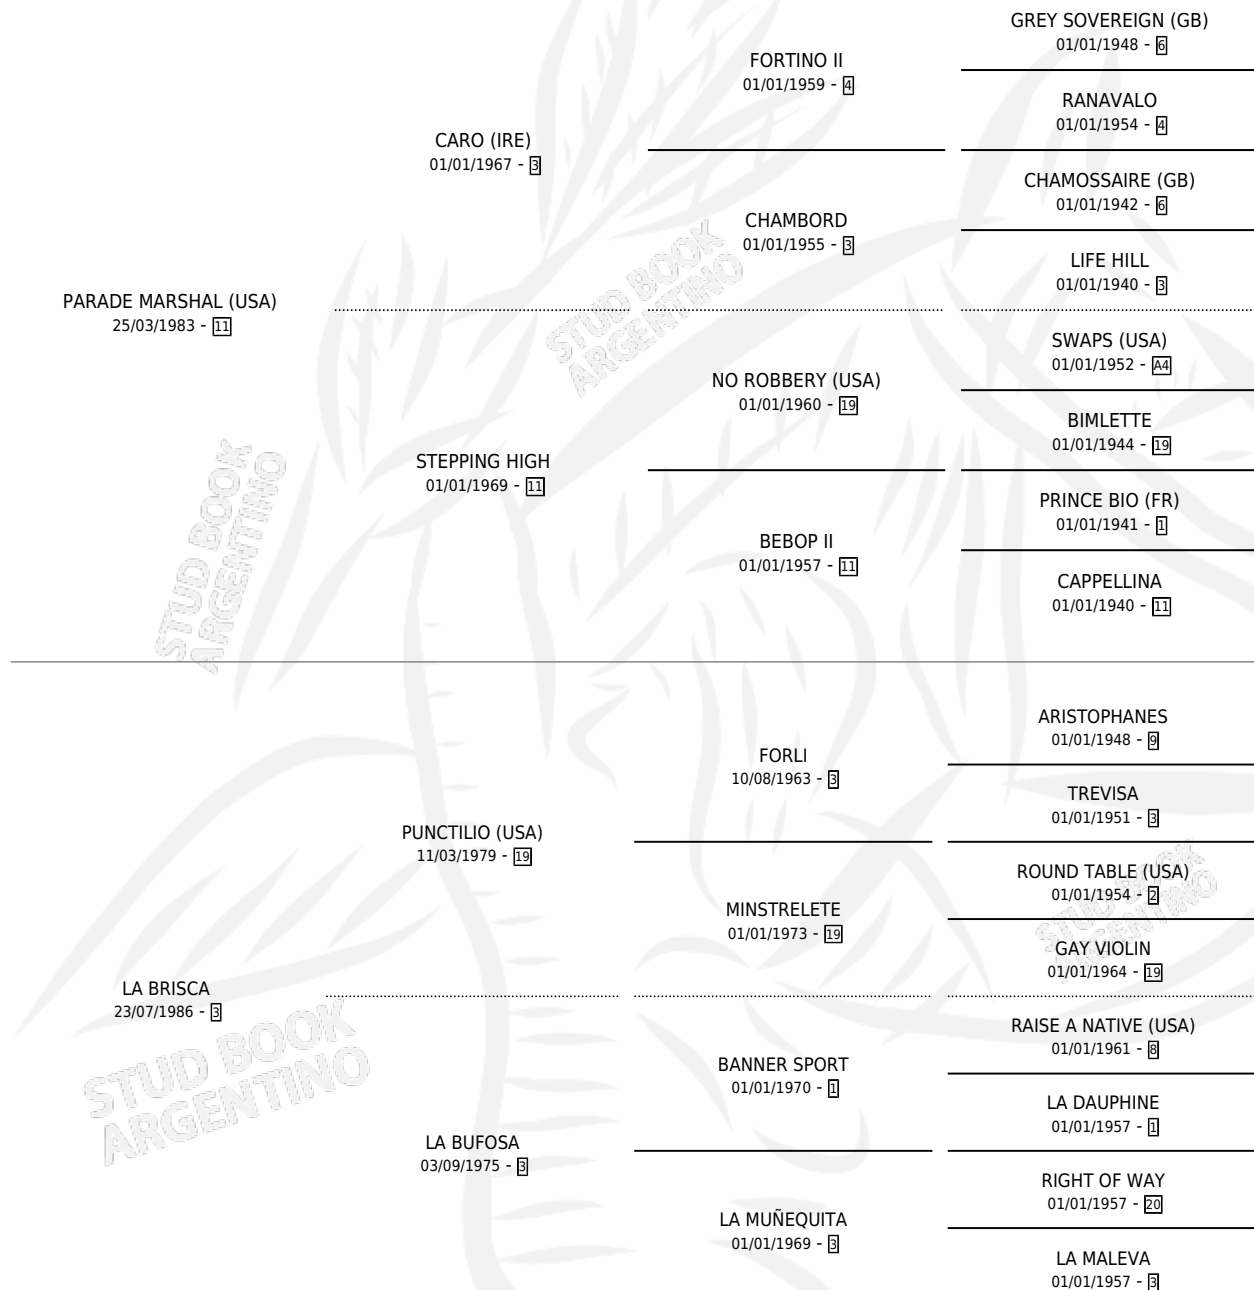 GREY SOVEREIGN (GB)
01/01/1948 - 6
FORTINO II
01/01/1959 - 4
RANAVALO
01/01/1954 - 4
CARO (IRE)
01/01/1967 - 3
CHAMOSSAIRE (GB)
01/01/1942 - 6
CHAMBORD
01/01/1955 - 3
LIFE HILL
01/01/1940 - 3
PARADE MARSHAL (USA)
25/03/1983 - 11
SWAPS (USA)
01/01/1952 - A4
NO ROBBERY (USA)
01/01/1960 - 19
BIMLETTE
01/01/1944 - 19
STEPPING HIGH
01/01/1969 - 11
PRINCE BIO (FR)
01/01/1941 - 1
BEBOP II
01/01/1957 - 11
CAPPELLINA
01/01/1940 - 11
ARISTOPHANES
01/01/1948 - 9
FORLI
10/08/1963 - 3
TREVISA
01/01/1951 - 3
PUNCTILIO (USA)
11/03/1979 - 19
ROUND TABLE (USA)
01/01/1954 - 2
MINSTRELETE
01/01/1973 - 19
GAY VIOLIN
01/01/1964 - 19
LA BRISCA
23/07/1986 - 3
RAISE A NATIVE (USA)
01/01/1961 - 8
BANNER SPORT
01/01/1970 - 1
LA DAUPHINE
01/01/1957 - 1
LA BUFOSA
03/09/1975 - 3
RIGHT OF WAY
01/01/1957 - 20
LA MUÑEQUITA
01/01/1969 - 3
LA MALEVA
01/01/1957 - 3
STUD BOOK
ARGENTINO
STUD BOOK
ARGENTINO
STUD BOOK
ARGENTINO
STUD BOOK
ARGENTINO